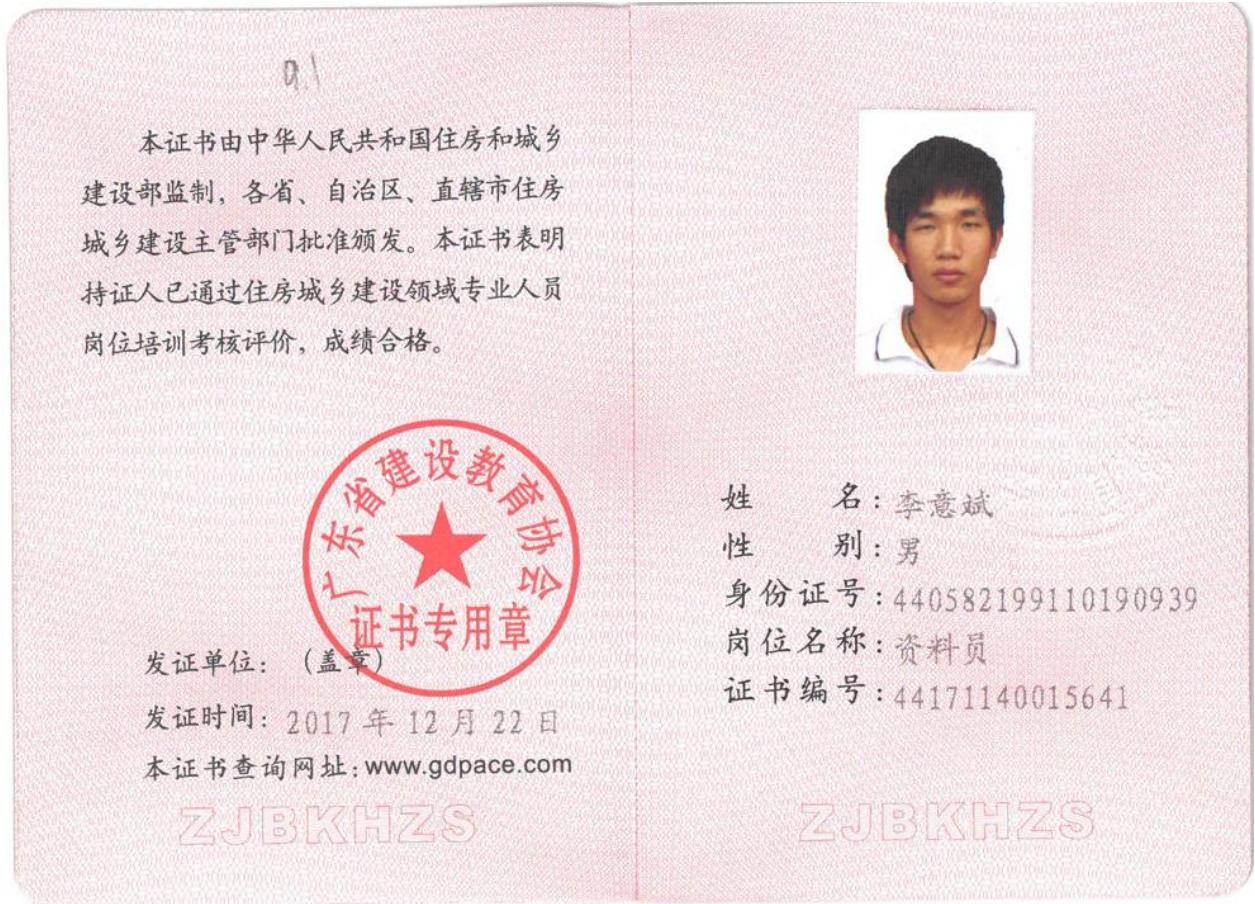 9.1
本证书由中华人民共和国住房和城乡
建设部监制，各省、自治区、直辖市住房
城乡建设主管部门批准颁发。本证书表明
持证人已通过住房城乡建设领域专业人员
岗位培训考核评价，成绩合格。
广东省建设教育协会
证书专用章
发证单位：（盖章）
发证时间：2017 年 12 月 22 日
本证书查询网址：www.gdpace.com
ZJBKHZS
姓 名：李意斌
性 别：男
身份证号：440582199110190939
岗位名称：资料员
证书编号：44171140015641
ZJBKHZS